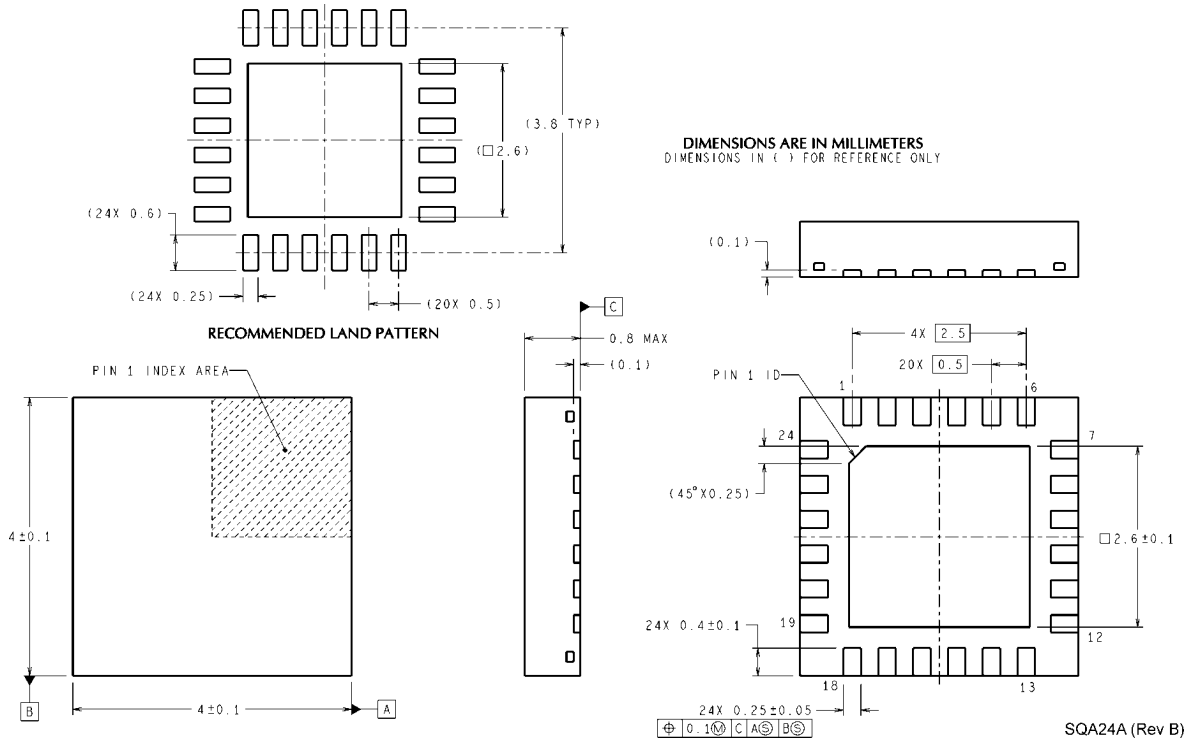 (3.8 TYP)
(□2.6)
(24X 0.6)
(24X 0.25)
(20X 0.5)
RECOMMENDED LAND PATTERN
DIMENSIONS ARE IN MILLIMETERS
DIMENSIONS IN ( ) FOR REFERENCE ONLY
(0.1)
C
0.8 MAX
(0.1)
PIN 1 INDEX AREA
4±0.1
B
4±0.1
A
4X 2.5
20X 0.5
PIN 1 ID
1
6
24
7
(45°X0.25)
□2.6±0.1
24X 0.4±0.1
19
12
18
13
24X 0.25±0.05
⌖ 0.1Ⓜ C AⓈ BⓈ
SQA24A (Rev B)